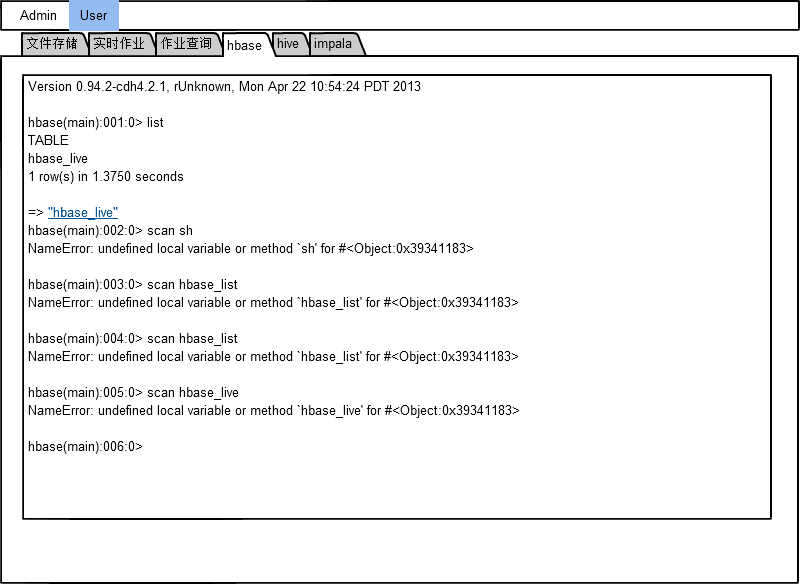 Admin User
文件存储 实时作业 作业查询 hbase hive impala
Version 0.94.2-cdh4.2.1, rUnknown, Mon Apr 22 10:54:24 PDT 2013
hbase(main):001:0> list
TABLE
hbase_live
1 row(s) in 1.3750 seconds
=> "hbase_live"
hbase(main):002:0> scan sh
NameError: undefined local variable or method `sh' for #<Object:0x39341183>
hbase(main):003:0> scan hbase_list
NameError: undefined local variable or method `hbase_list' for #<Object:0x39341183>
hbase(main):004:0> scan hbase_list
NameError: undefined local variable or method `hbase_list' for #<Object:0x39341183>
hbase(main):005:0> scan hbase_live
NameError: undefined local variable or method `hbase_live' for #<Object:0x39341183>
hbase(main):006:0>